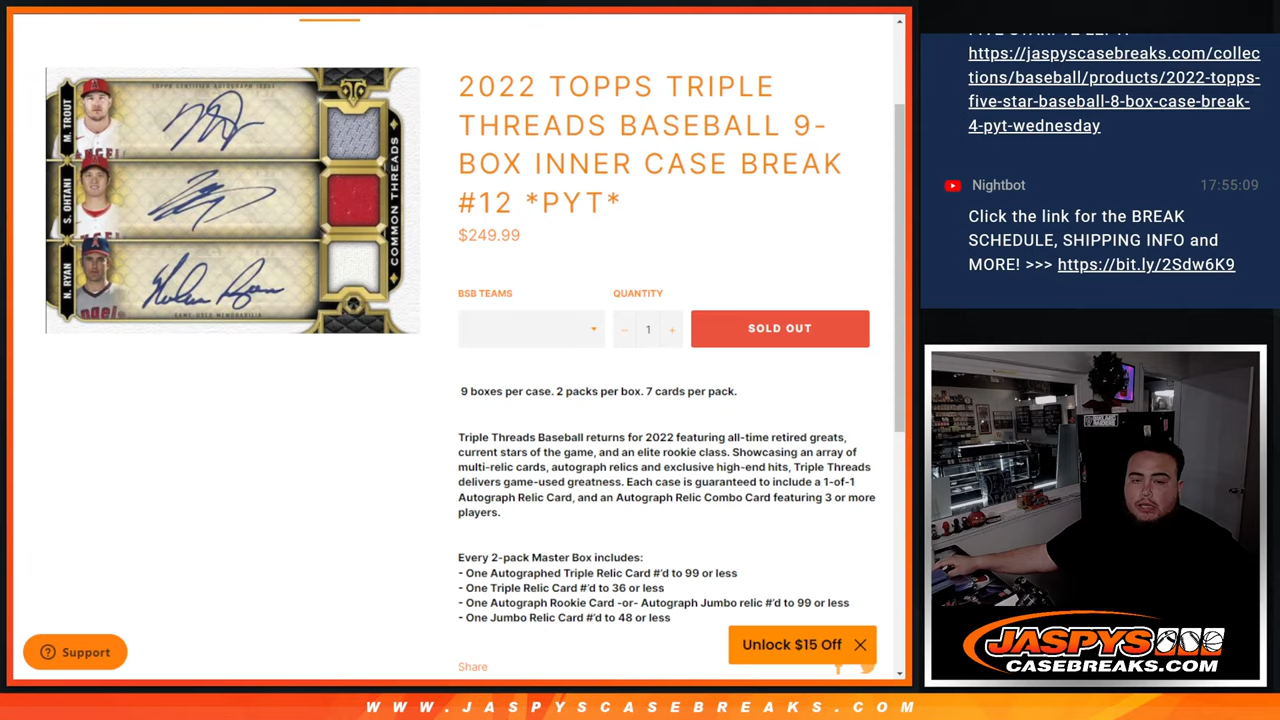 2022 TOPPS TRIPLE
THREADS BASEBALL 9-
BOX INNER CASE BREAK
#12 *PYT*
$249.99
BSB TEAMS
QUANTITY
− 1 +
SOLD OUT
9 boxes per case. 2 packs per box. 7 cards per pack.
Triple Threads Baseball returns for 2022 featuring all-time retired greats,
current stars of the game, and an elite rookie class. Showcasing an array of
multi-relic cards, autograph relics and exclusive high-end hits, Triple Threads
delivers game-used greatness. Each case is guaranteed to include a 1-of-1
Autograph Relic Card, and an Autograph Relic Combo Card featuring 3 or more
players.
Every 2-pack Master Box includes:
- One Autographed Triple Relic Card #'d to 99 or less
- One Triple Relic Card #'d to 36 or less
- One Autograph Rookie Card -or- Autograph Jumbo relic #'d to 99 or less
- One Jumbo Relic Card #'d to 48 or less
Share
Unlock $15 Off
Support
TOPPS CERTIFIED AUTOGRAPH ISSUE
M. TROUT
S. OHTANI
N. RYAN
COMMON THREADS
GAME-USED MEMORABILIA
https://jaspyscasebreaks.com/collec
tions/baseball/products/2022-topps-
five-star-baseball-8-box-case-break-
4-pyt-wednesday
Nightbot 17:55:09
Click the link for the BREAK
SCHEDULE, SHIPPING INFO and
MORE! >>> https://bit.ly/2Sdw6K9
JASPYS
CASEBREAKS.COM
WWW.JASPYSCASEBREAKS.COM